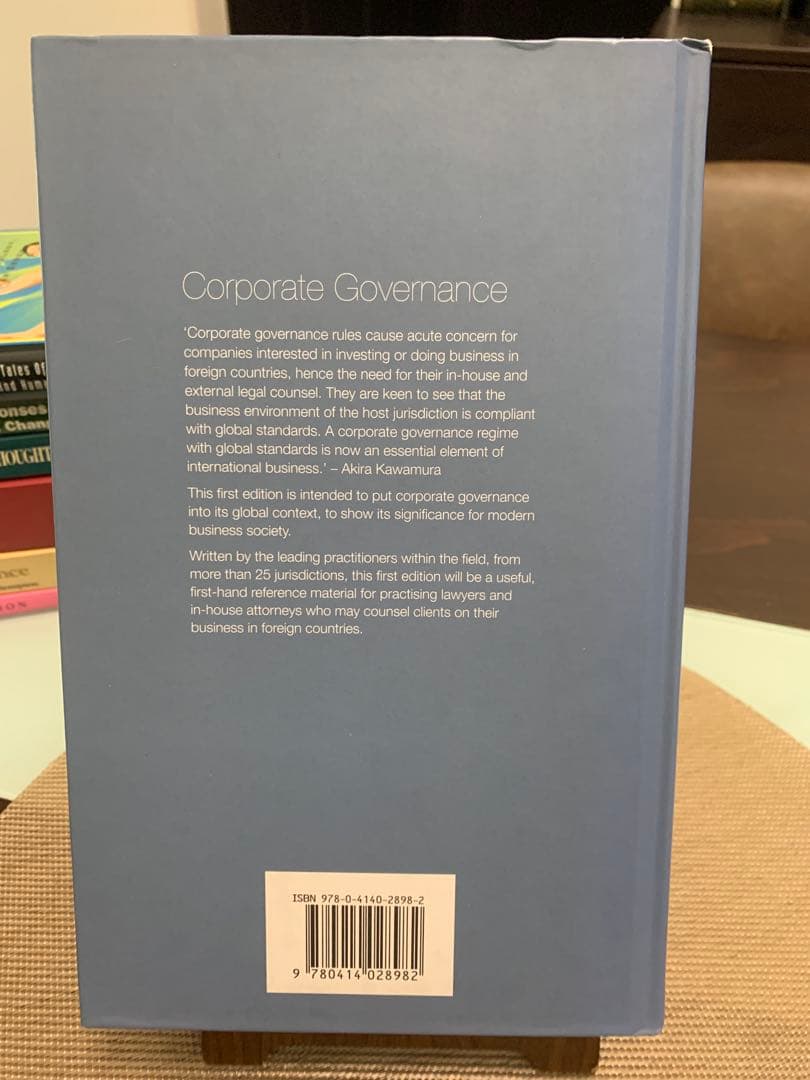 Corporate Governance
'Corporate governance rules cause acute concern for
companies interested in investing or doing business in
foreign countries, hence the need for their in-house and
external legal counsel. They are keen to see that the
business environment of the host jurisdiction is compliant
with global standards. A corporate governance regime
with global standards is now an essential element of
international business.' – Akira Kawamura
This first edition is intended to put corporate governance
into its global context, to show its significance for modern
business society.
Written by the leading practitioners within the field, from
more than 25 jurisdictions, this first edition will be a useful,
first-hand reference material for practising lawyers and
in-house attorneys who may counsel clients on their
business in foreign countries.
ISBN 978-0-4140-2898-2
9 780414 028982
Tales Of